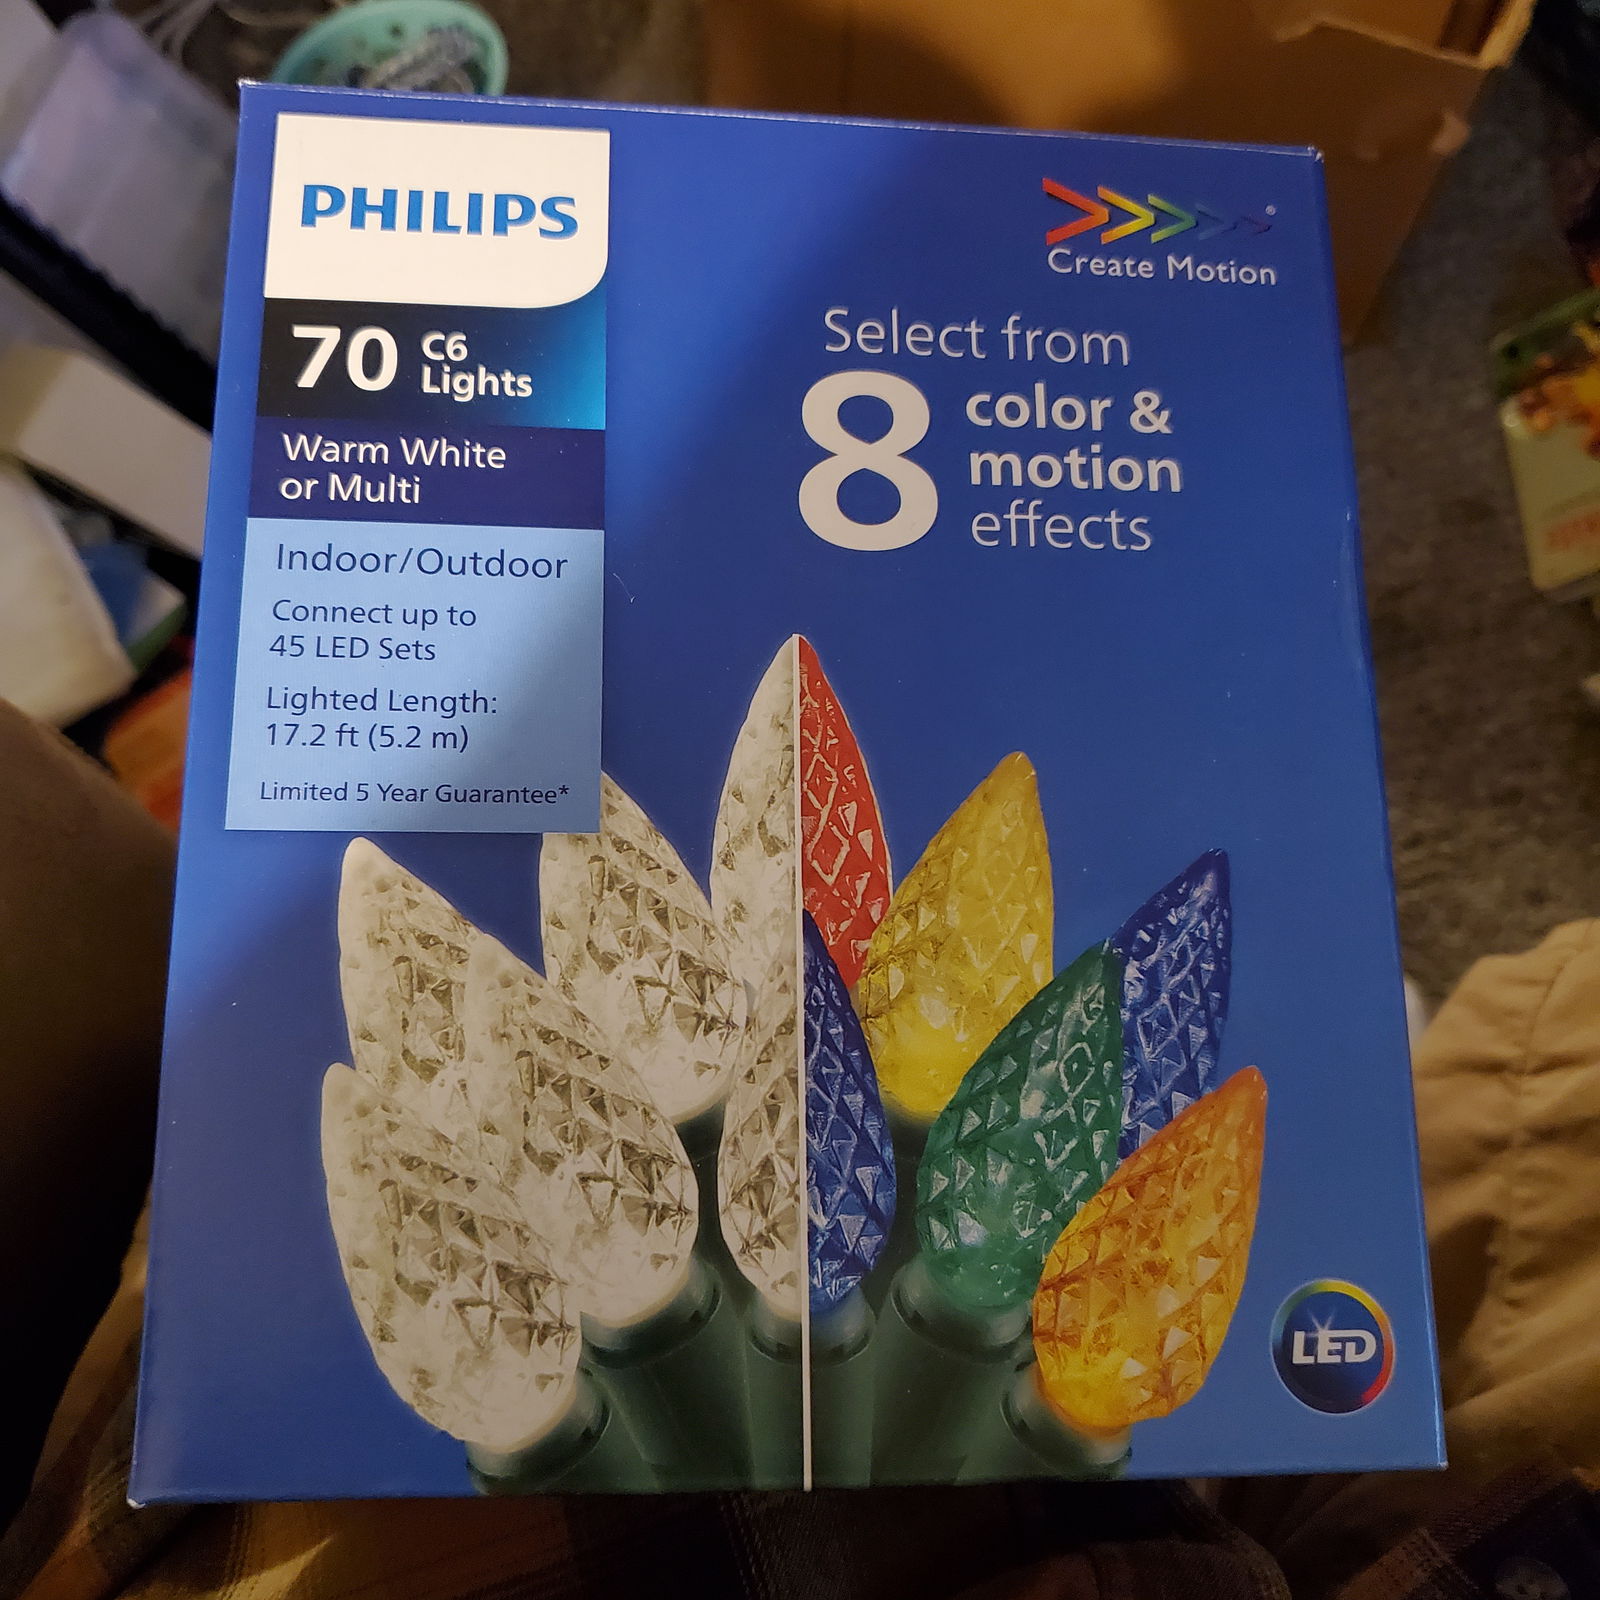 PHILIPS
70 C6
Lights
Warm White
or Multi
Indoor/Outdoor
Connect up to
45 LED Sets
Lighted Length:
17.2 ft (5.2 m)
Limited 5 Year Guarantee*
Create Motion
Select from
8 color &
motion
effects
LED